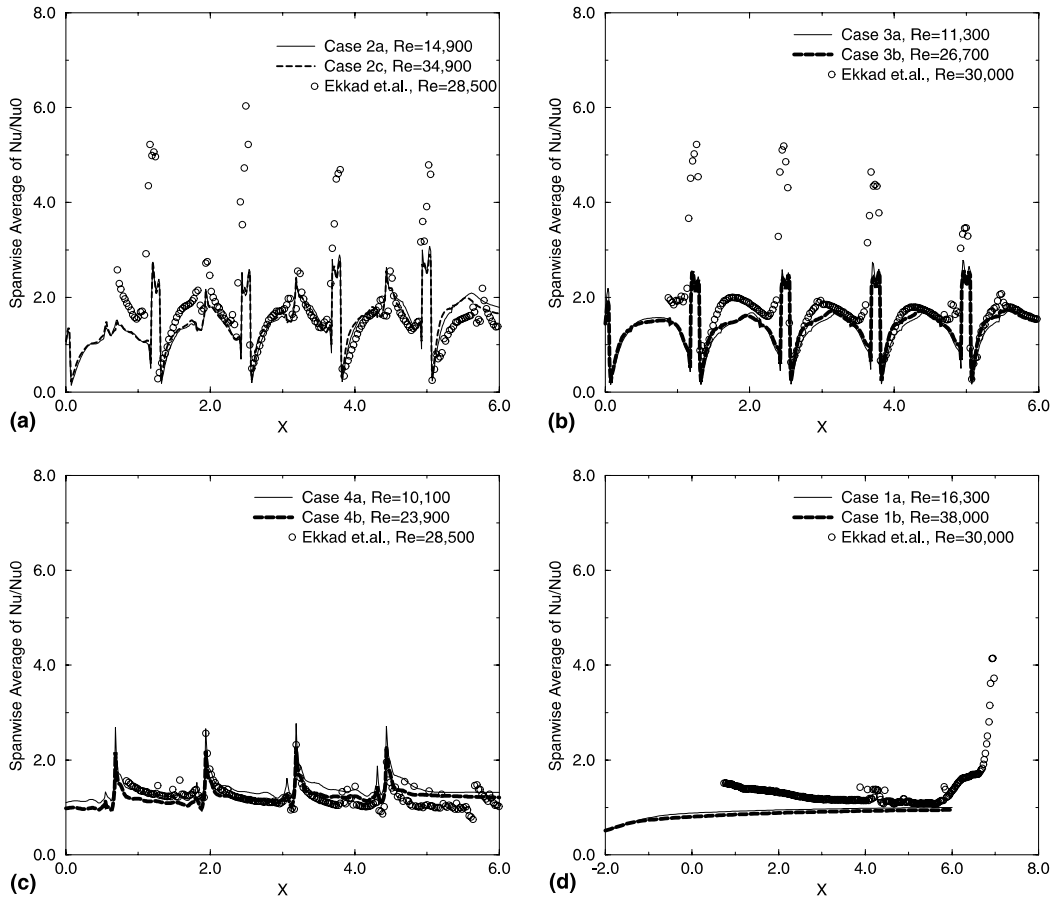 8.0
6.0
4.0
2.0
0.0
Spanwise Average of Nu/Nu0
Case 2a, Re=14,900
Case 2c, Re=34,900
Ekkad et.al., Re=28,500
0.0 2.0 4.0 6.0
X
(a)
8.0
6.0
4.0
2.0
0.0
Spanwise Average of Nu/Nu0
Case 3a, Re=11,300
Case 3b, Re=26,700
Ekkad et.al., Re=30,000
0.0 2.0 4.0 6.0
X
(b)
8.0
6.0
4.0
2.0
0.0
Spanwise Average of Nu/Nu0
Case 4a, Re=10,100
Case 4b, Re=23,900
Ekkad et.al., Re=28,500
0.0 2.0 4.0 6.0
X
(c)
8.0
6.0
4.0
2.0
0.0
Spanwise Average of Nu/Nu0
Case 1a, Re=16,300
Case 1b, Re=38,000
Ekkad et.al., Re=30,000
-2.0 0.0 2.0 4.0 6.0 8.0
X
(d)